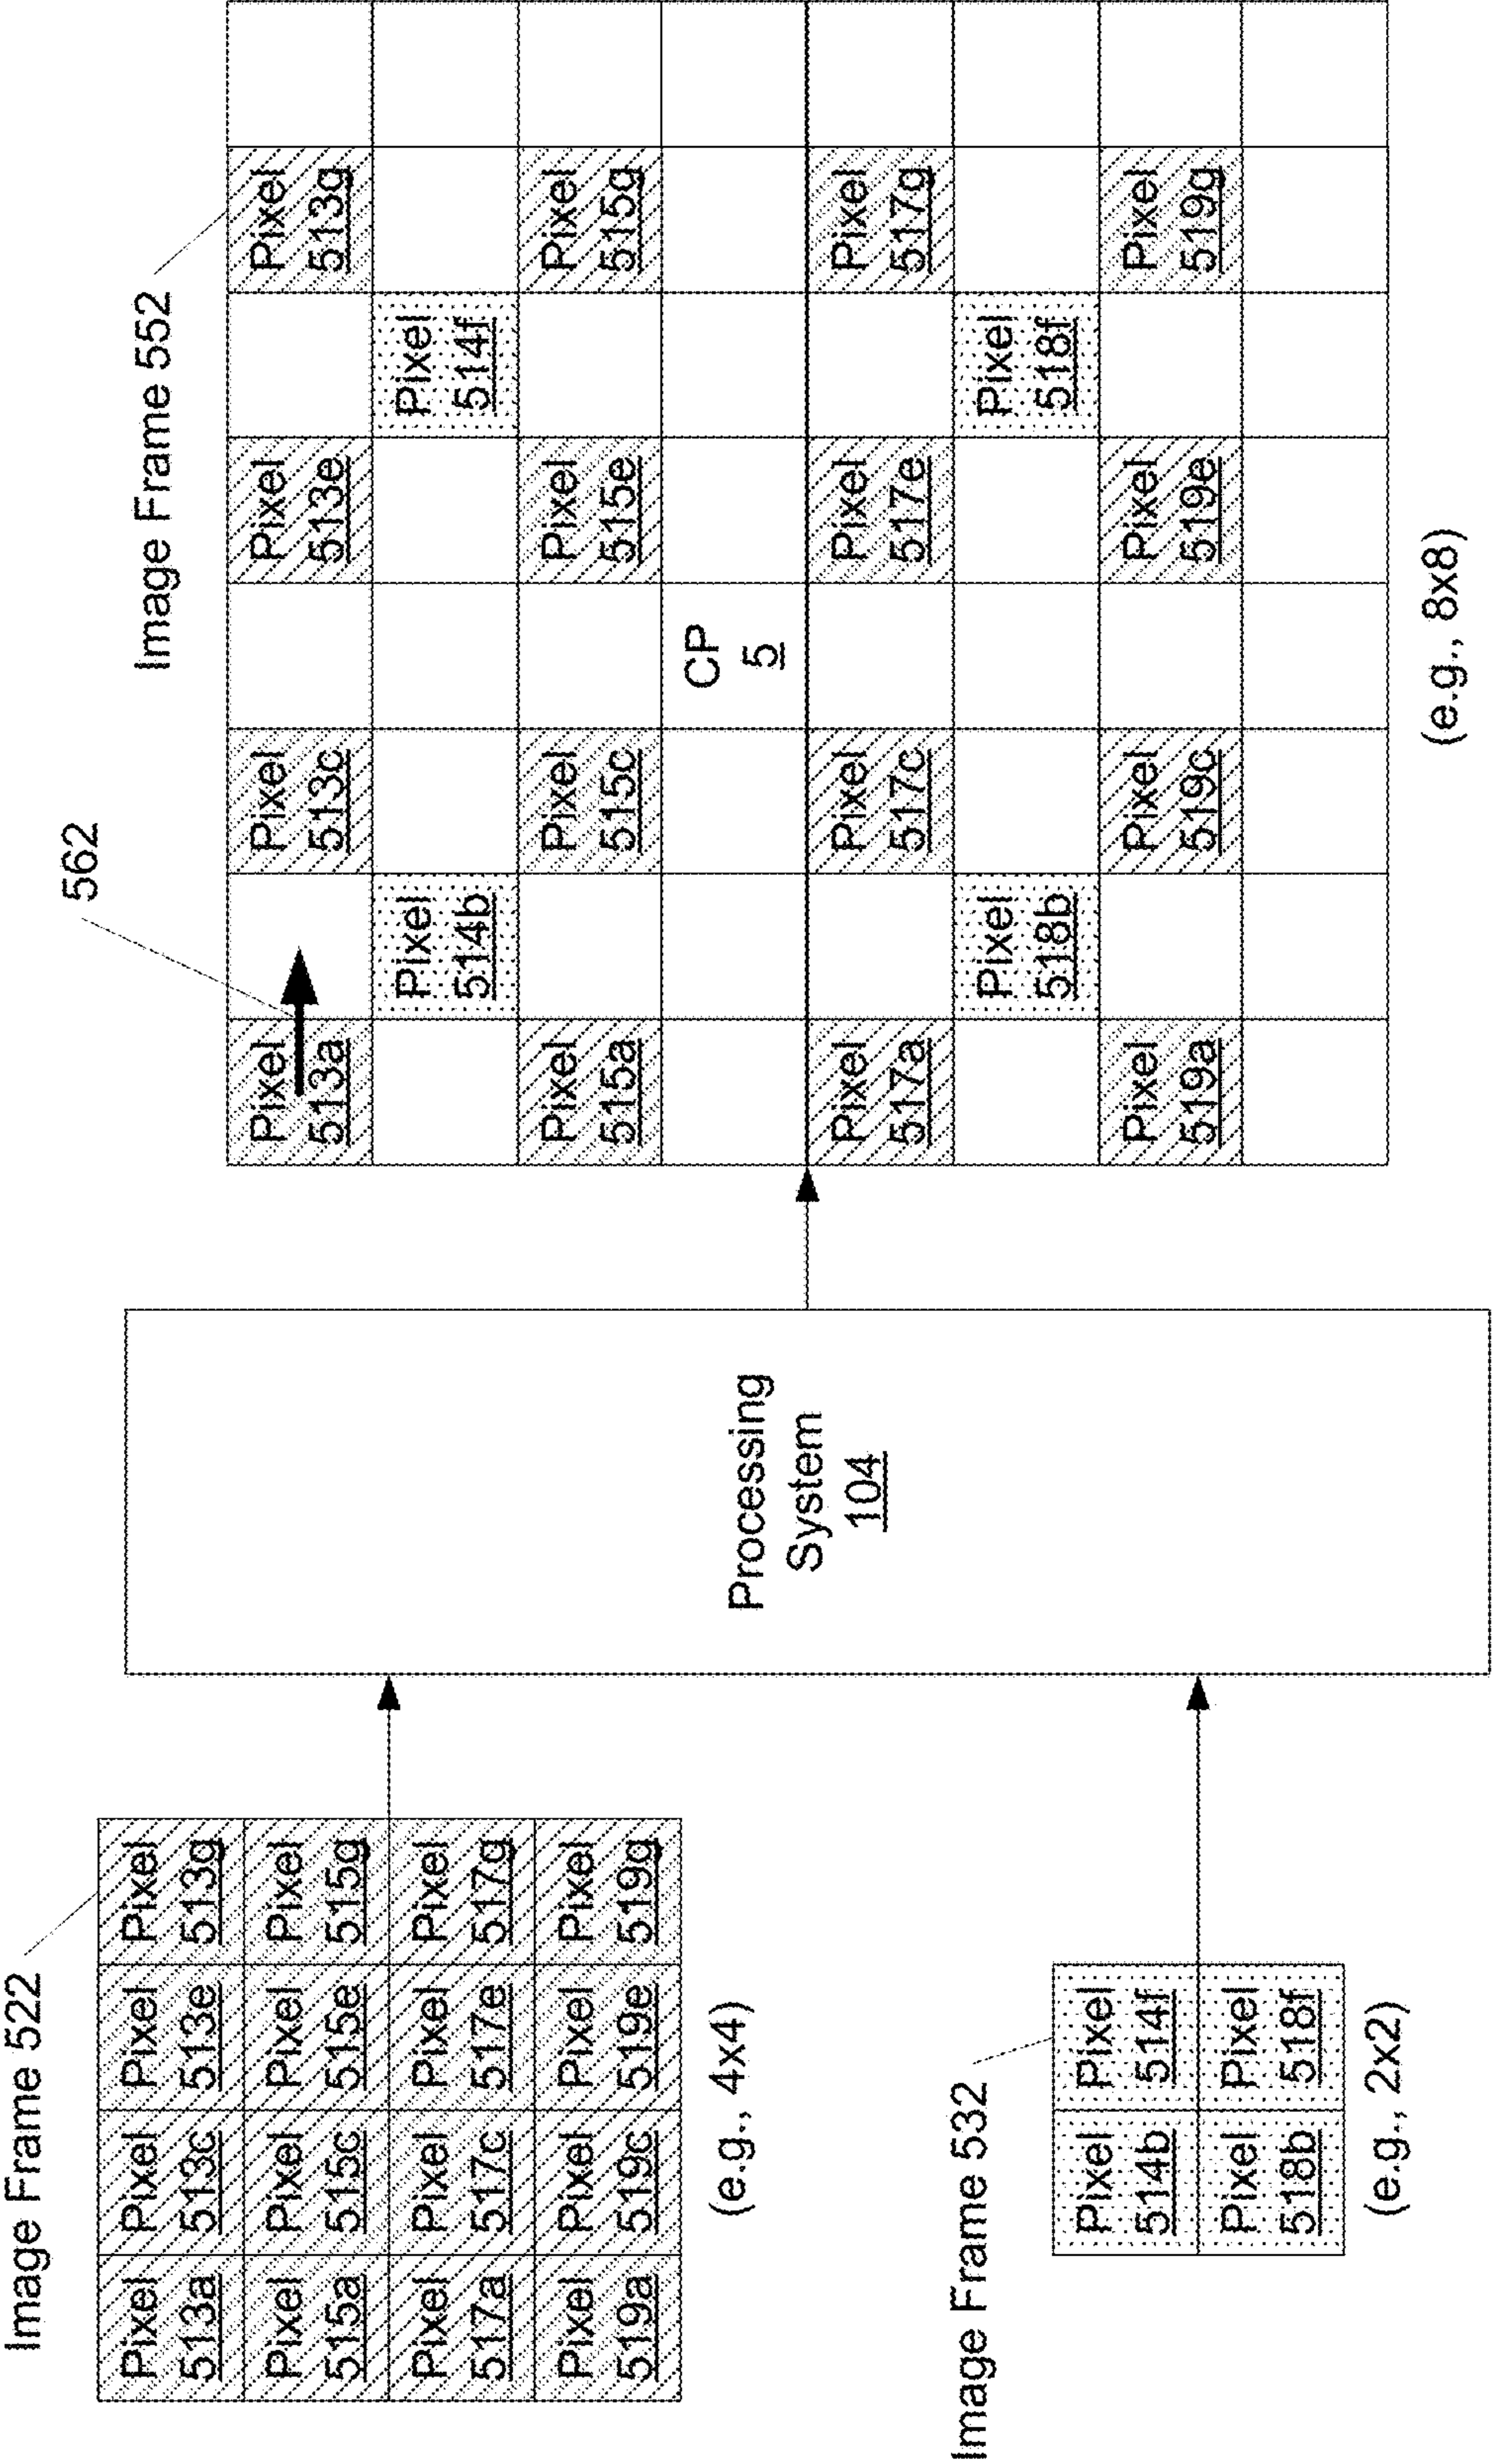 Image Frame 522
Pixel Pixel Pixel Pixel
513a 513c 513e 513g
Pixel Pixel Pixel Pixel
515a 515c 515e 515g
Pixel Pixel Pixel Pixel
517a 517c 517e 517g
Pixel Pixel Pixel Pixel
519a 519c 519e 519g
(e.g., 4x4)
Image Frame 532
Pixel Pixel
514b 514f
Pixel Pixel
518b 518f
(e.g., 2x2)
Processing
System
104
562
Image Frame 552
Pixel Pixel Pixel Pixel
513a 513c 513e 513g
Pixel Pixel
514b 514f
Pixel Pixel Pixel Pixel
515a 515c 515e 515g
CP
5
Pixel Pixel Pixel Pixel
517a 517c 517e 517g
Pixel Pixel
518b 518f
Pixel Pixel Pixel Pixel
519a 519c 519e 519g
(e.g., 8x8)